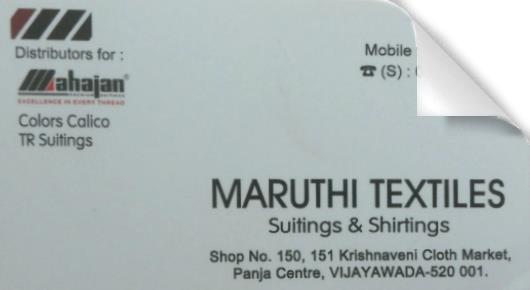 Distributors for :
Mahajan
EXCELLENCE IN EVERY THREAD
Colors Calico
TR Suitings
Mobile
(S) :
MARUTHI TEXTILES
Suitings & Shirtings
Shop No. 150, 151 Krishnaveni Cloth Market,
Panja Centre, VIJAYAWADA-520 001.